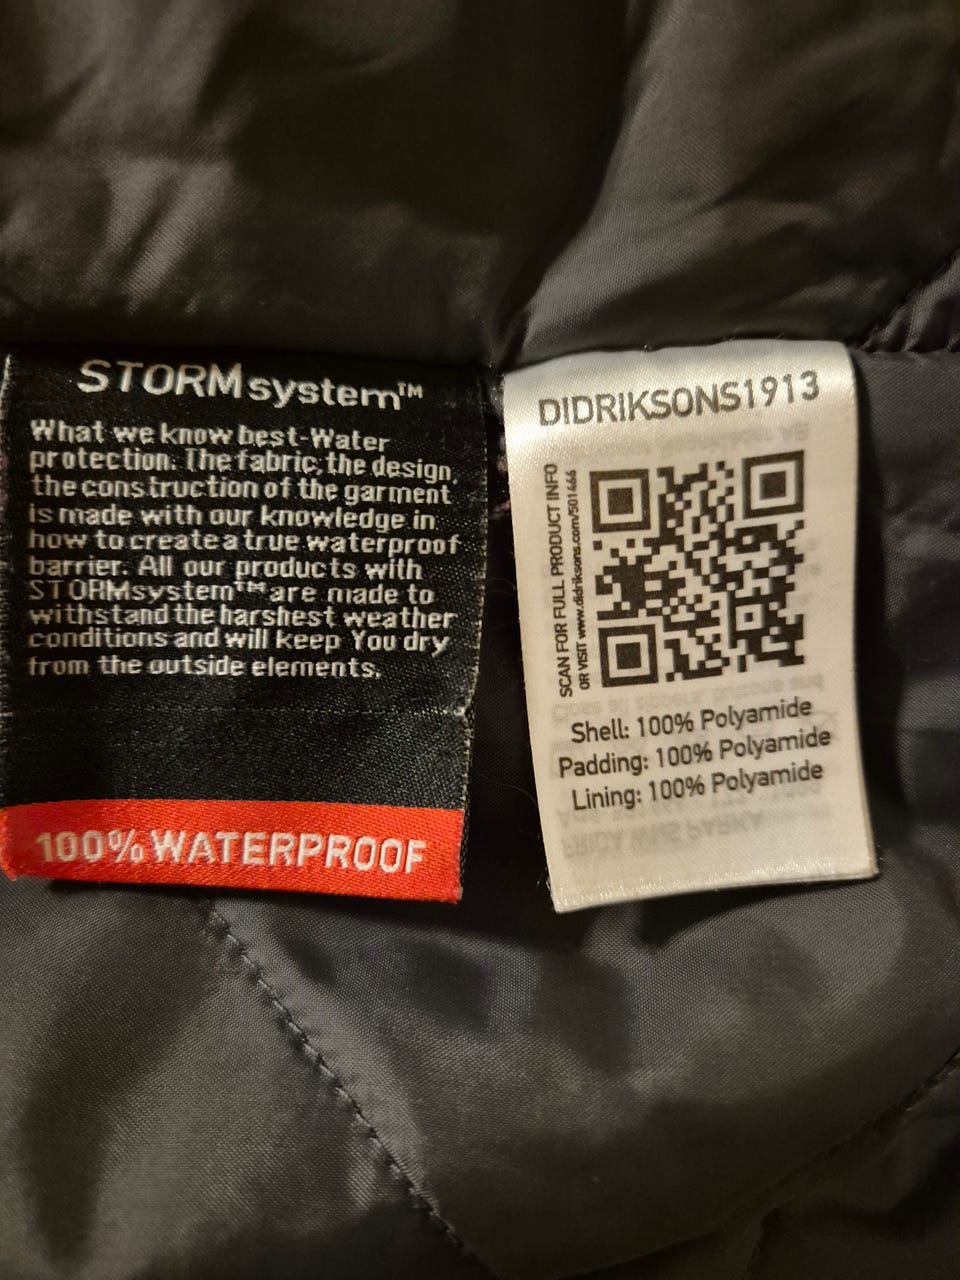 STORMsystem™
What we know best-Water
protection. The fabric, the design,
the construction of the garment
is made with our knowledge in
how to create a true waterproof
barrier. All our products with
STORMsystem™ are made to
withstand the harshest weather
conditions and will keep You dry
from the outside elements.
100% WATERPROOF
DIDRIKSONS1913
SCAN FOR FULL PRODUCT INFO
OR VISIT www.didriksons.com/501466
Shell: 100% Polyamide
Padding: 100% Polyamide
Lining: 100% Polyamide